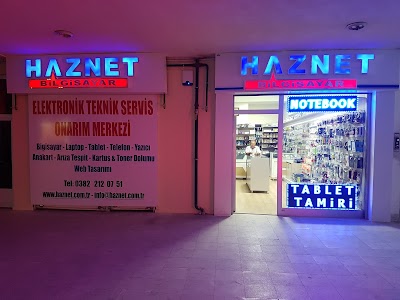 HAZNET
BİLGİSAYAR
ELEKTRONİK TEKNİK SERVİS
ONARIM MERKEZİ
Bilgisayar - Laptop - Tablet - Telefon - Yazıcı
Anakart - Arıza Tespit - Kartuş & Toner Dolumu
Web Tasarımı
Tel: 0382 212 07 51
www.haznet.com.tr - info@haznet.com.tr
HAZNET
BİLGİSAYAR
NOTEBOOK
TABLET
TAMİRİ